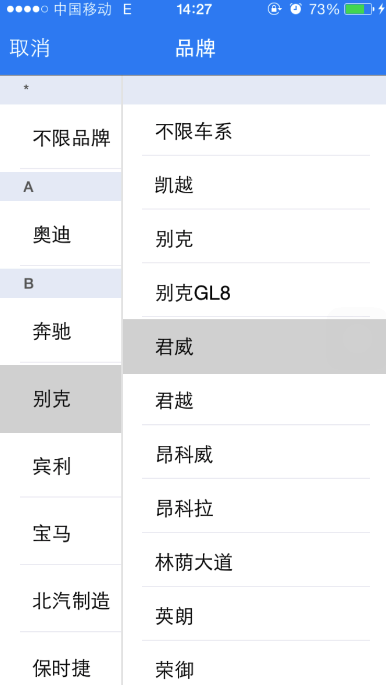 中国移动 E 14:27 73%
取消 品牌
*
不限品牌
A
奥迪
B
奔驰
别克
宾利
宝马
北汽制造
保时捷
不限车系
凯越
别克
别克GL8
君威
君越
昂科威
昂科拉
林荫大道
英朗
荣御